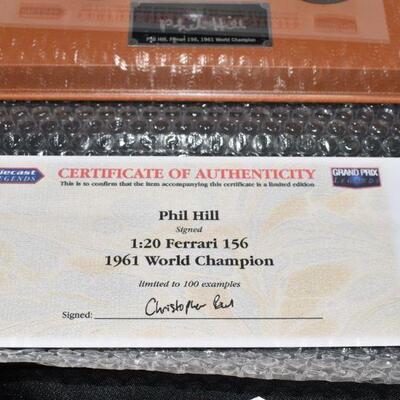 Phil Hill
Phil Hill, Ferrari 156, 1961 World Champion
Diecast
LEGENDS
CERTIFICATE OF AUTHENTICITY
This is to confirm that the item accompanying this certificate is a limited edition
GRAND PRIX
LEGENDS
Phil Hill
Signed
1:20 Ferrari 156
1961 World Champion
limited to 100 examples
Signed: Christopher